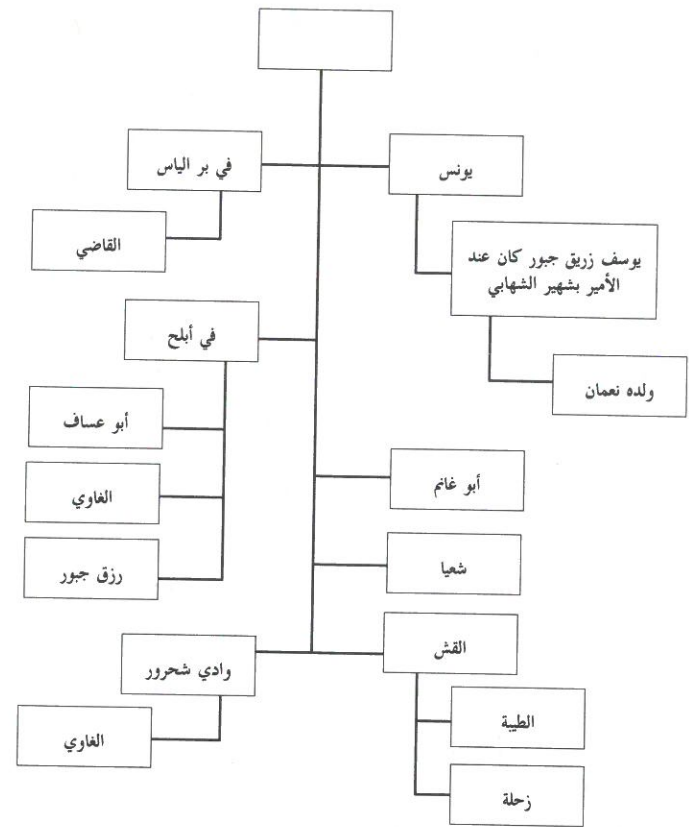 يونس
في بر الياس
القاضي
يوسف زريق جبور كان عند
الأمير بشهير الشهابي
ولده نعمان
في أبلح
أبو عساف
الغاوي
رزق جبور
أبو غانم
شعيا
القش
الطيبة
زحلة
وادي شحرور
الغاوي